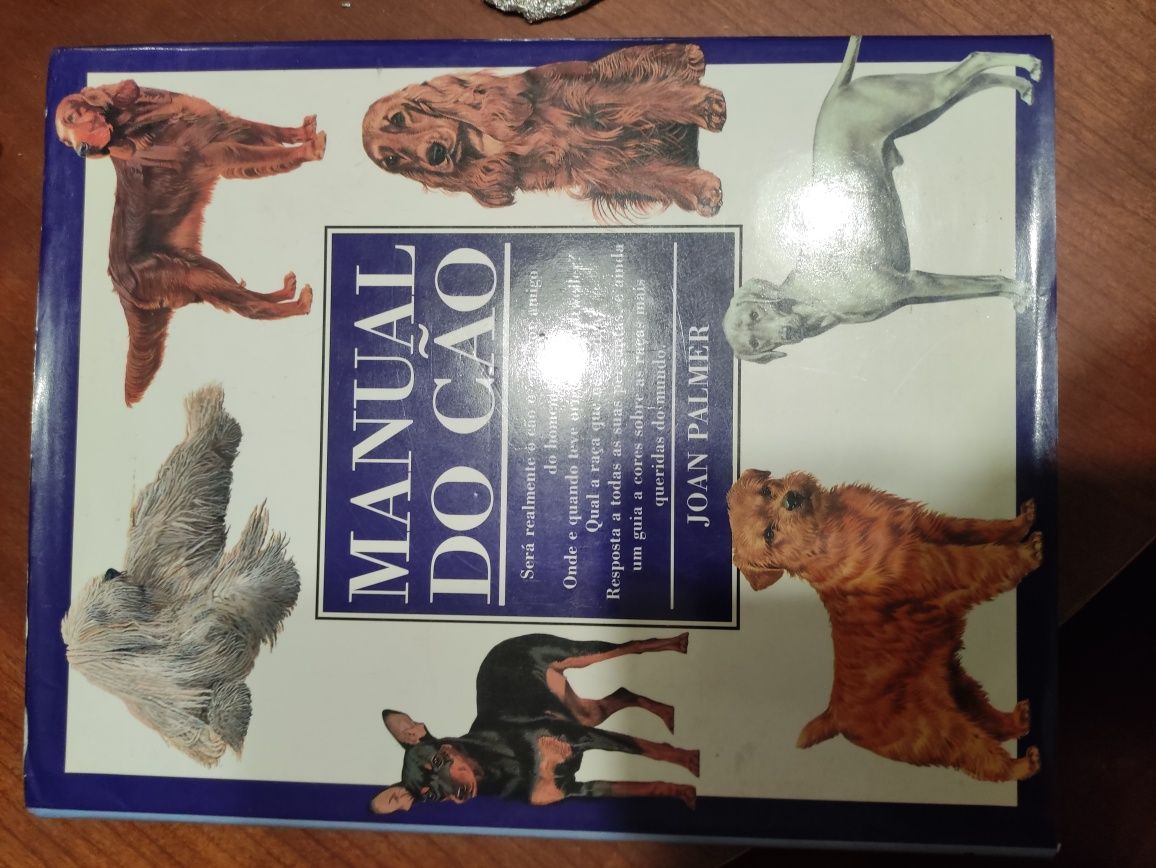 MANUAL
DO CÃO
Será realmente o cão o amigo
do homem
Onde e quando teve
Qual a raça que
Resposta a todas as suas e ainda
um guia a cores sobre as raças mais
queridas do mundo
JOAN PALMER